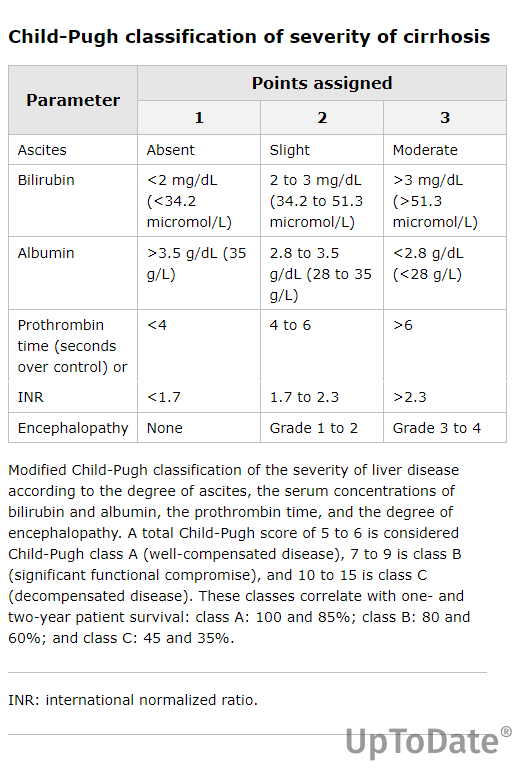 Child-Pugh classification of severity of cirrhosis
Parameter
Points assigned
1 2 3
Ascites Absent Slight Moderate
Bilirubin <2 mg/dL 2 to 3 mg/dL >3 mg/dL
(<34.2 (34.2 to 51.3 (>51.3
micromol/L) micromol/L) micromol/L)
Albumin >3.5 g/dL (35 2.8 to 3.5 <2.8 g/dL
g/L) g/dL (28 to 35 (<28 g/L)
g/L)
Prothrombin <4 4 to 6 >6
time (seconds
over control) or
INR <1.7 1.7 to 2.3 >2.3
Encephalopathy None Grade 1 to 2 Grade 3 to 4
Modified Child-Pugh classification of the severity of liver disease
according to the degree of ascites, the serum concentrations of
bilirubin and albumin, the prothrombin time, and the degree of
encephalopathy. A total Child-Pugh score of 5 to 6 is considered
Child-Pugh class A (well-compensated disease), 7 to 9 is class B
(significant functional compromise), and 10 to 15 is class C
(decompensated disease). These classes correlate with one- and
two-year patient survival: class A: 100 and 85%; class B: 80 and
60%; and class C: 45 and 35%.
INR: international normalized ratio.
UpToDate®